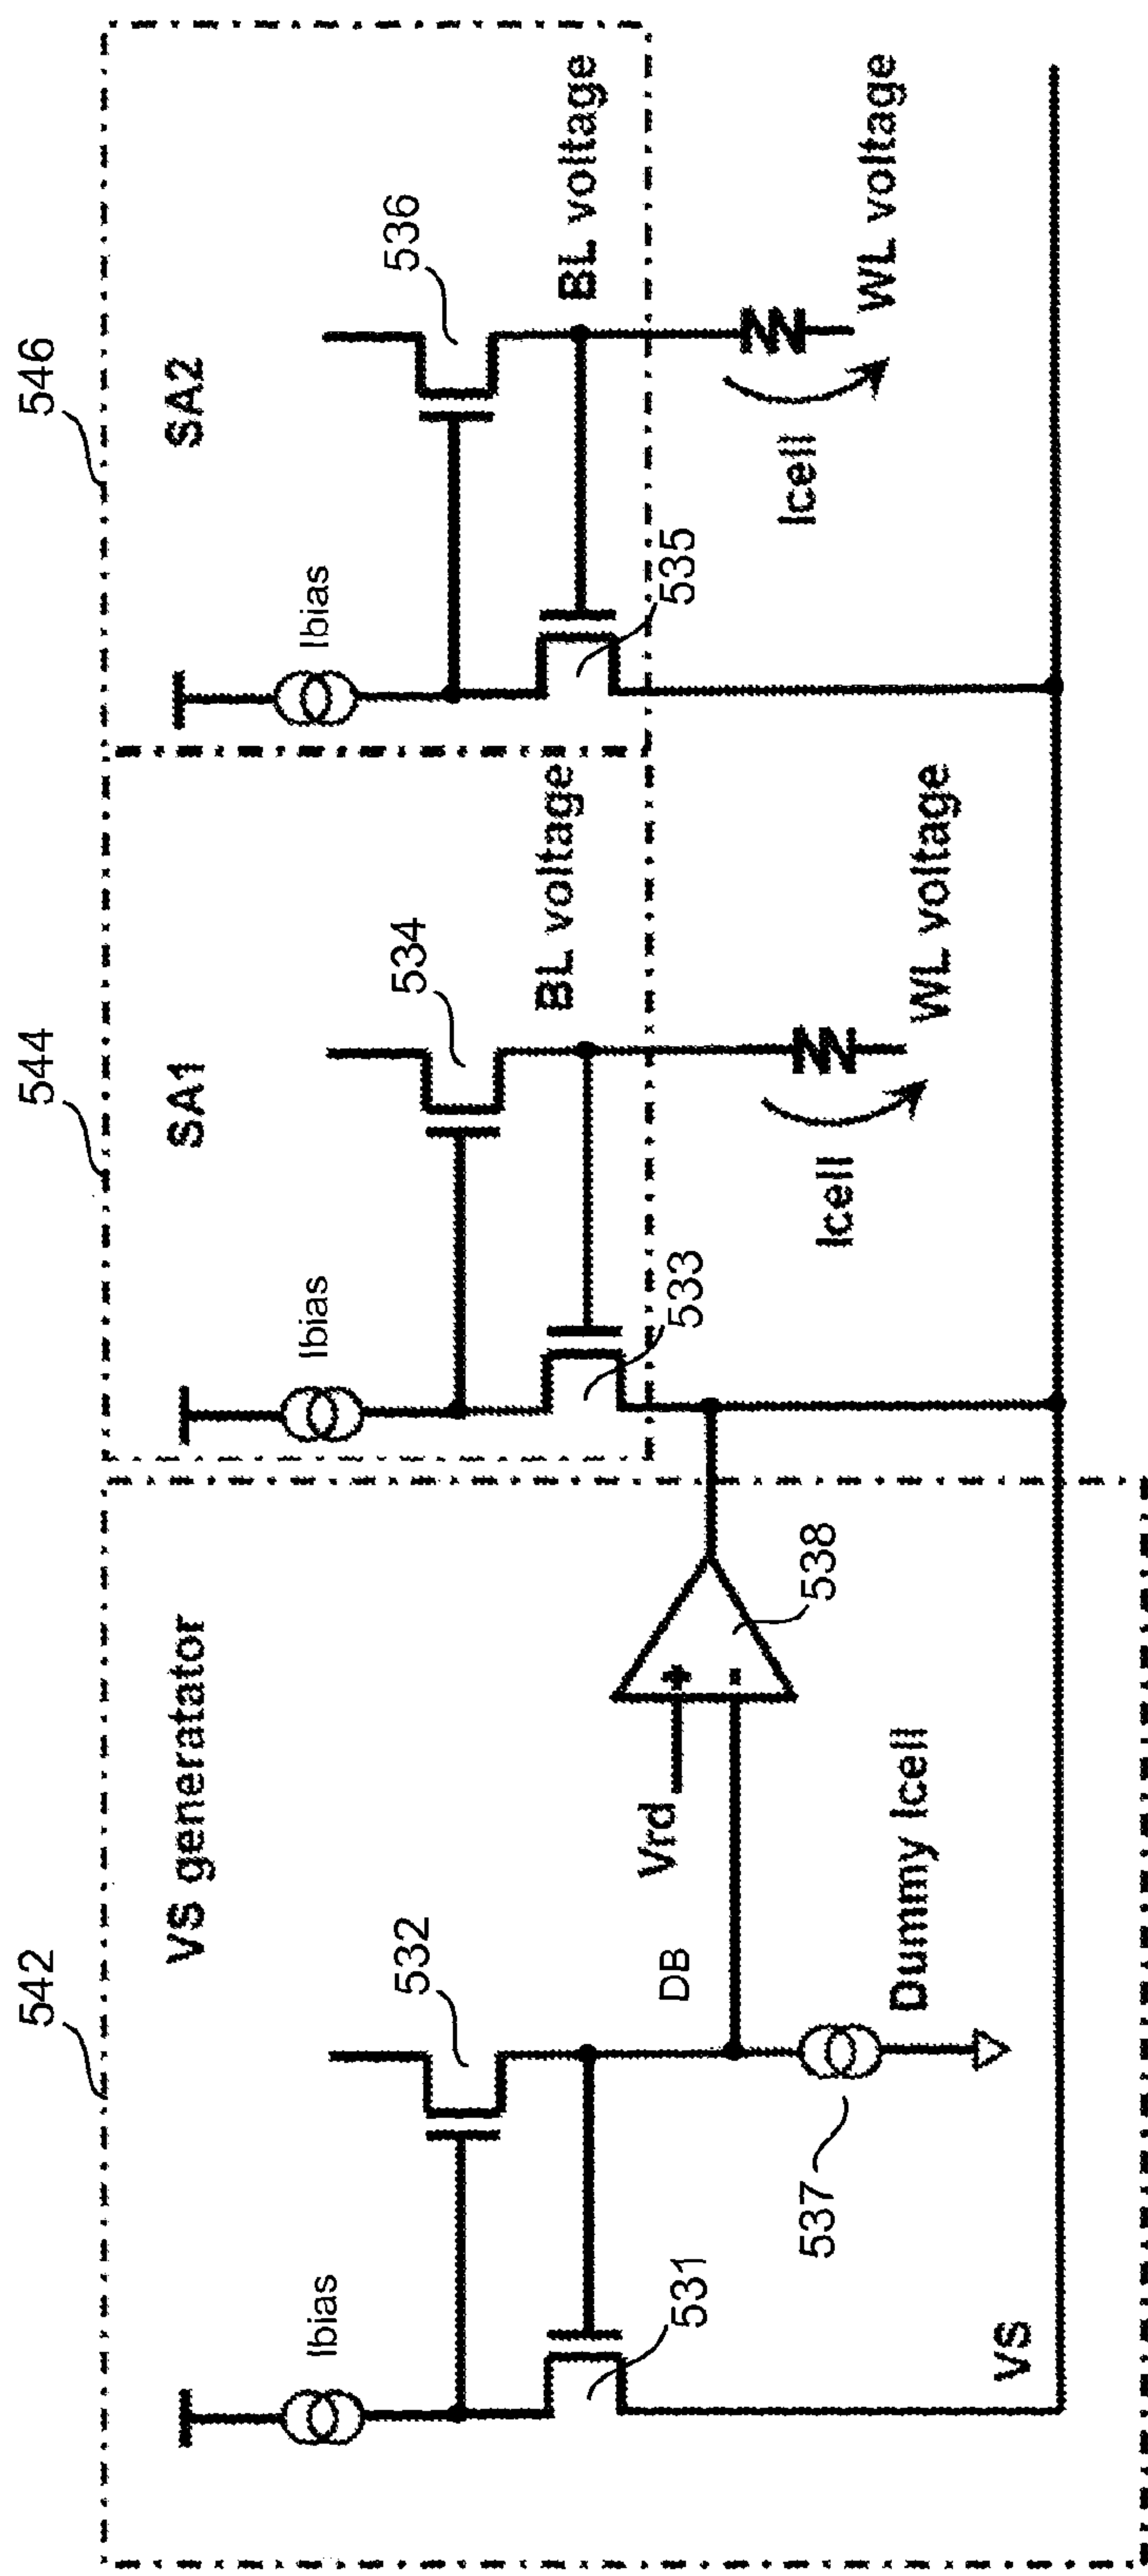 542
544
546
VS generatator
SA1
SA2
Ibias
532
Ibias
534
Ibias
536
531
DB
Vrd
+
-
538
533
BL voltage
535
BL voltage
537
Dummy Icell
Icell
WL voltage
Icell
WL voltage
VS